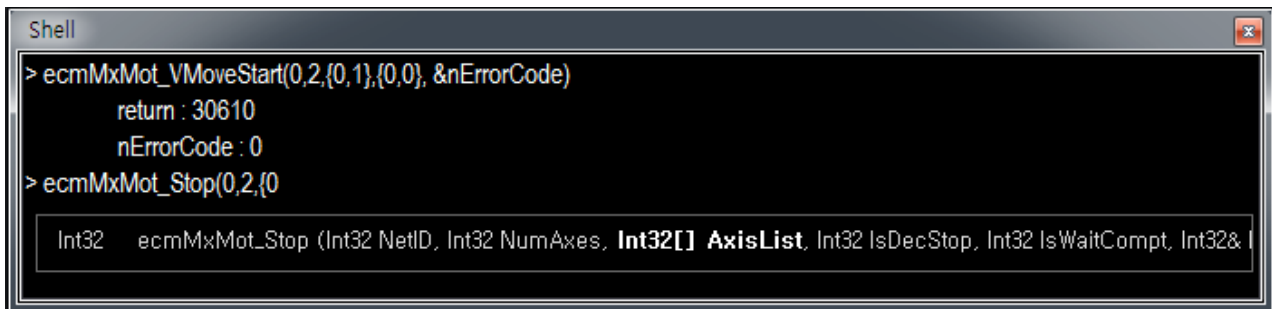 Shell
> ecmMxMot_VMoveStart(0,2,{0,1},{0,0}, &nErrorCode)
return : 30610
nErrorCode : 0
> ecmMxMot_Stop(0,2,{0
Int32 ecmMxMot_Stop (Int32 NetID, Int32 NumAxes, Int32[] AxisList, Int32 IsDecStop, Int32 IsWaitCompt, Int32&